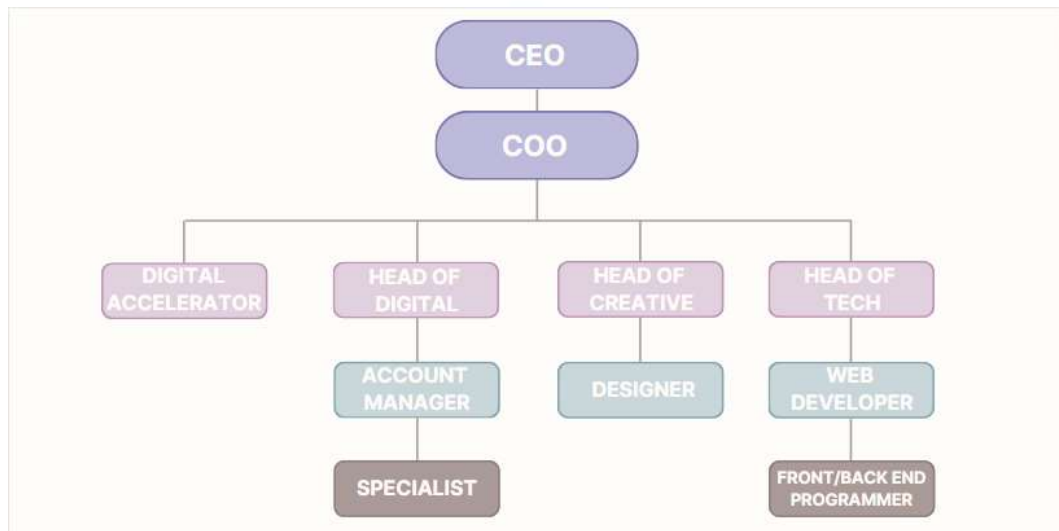 CEO
COO
DIGITAL
ACCELERATOR
HEAD OF
DIGITAL
HEAD OF
CREATIVE
HEAD OF
TECH
ACCOUNT
MANAGER
DESIGNER
WEB
DEVELOPER
SPECIALIST
FRONT/BACK END
PROGRAMMER